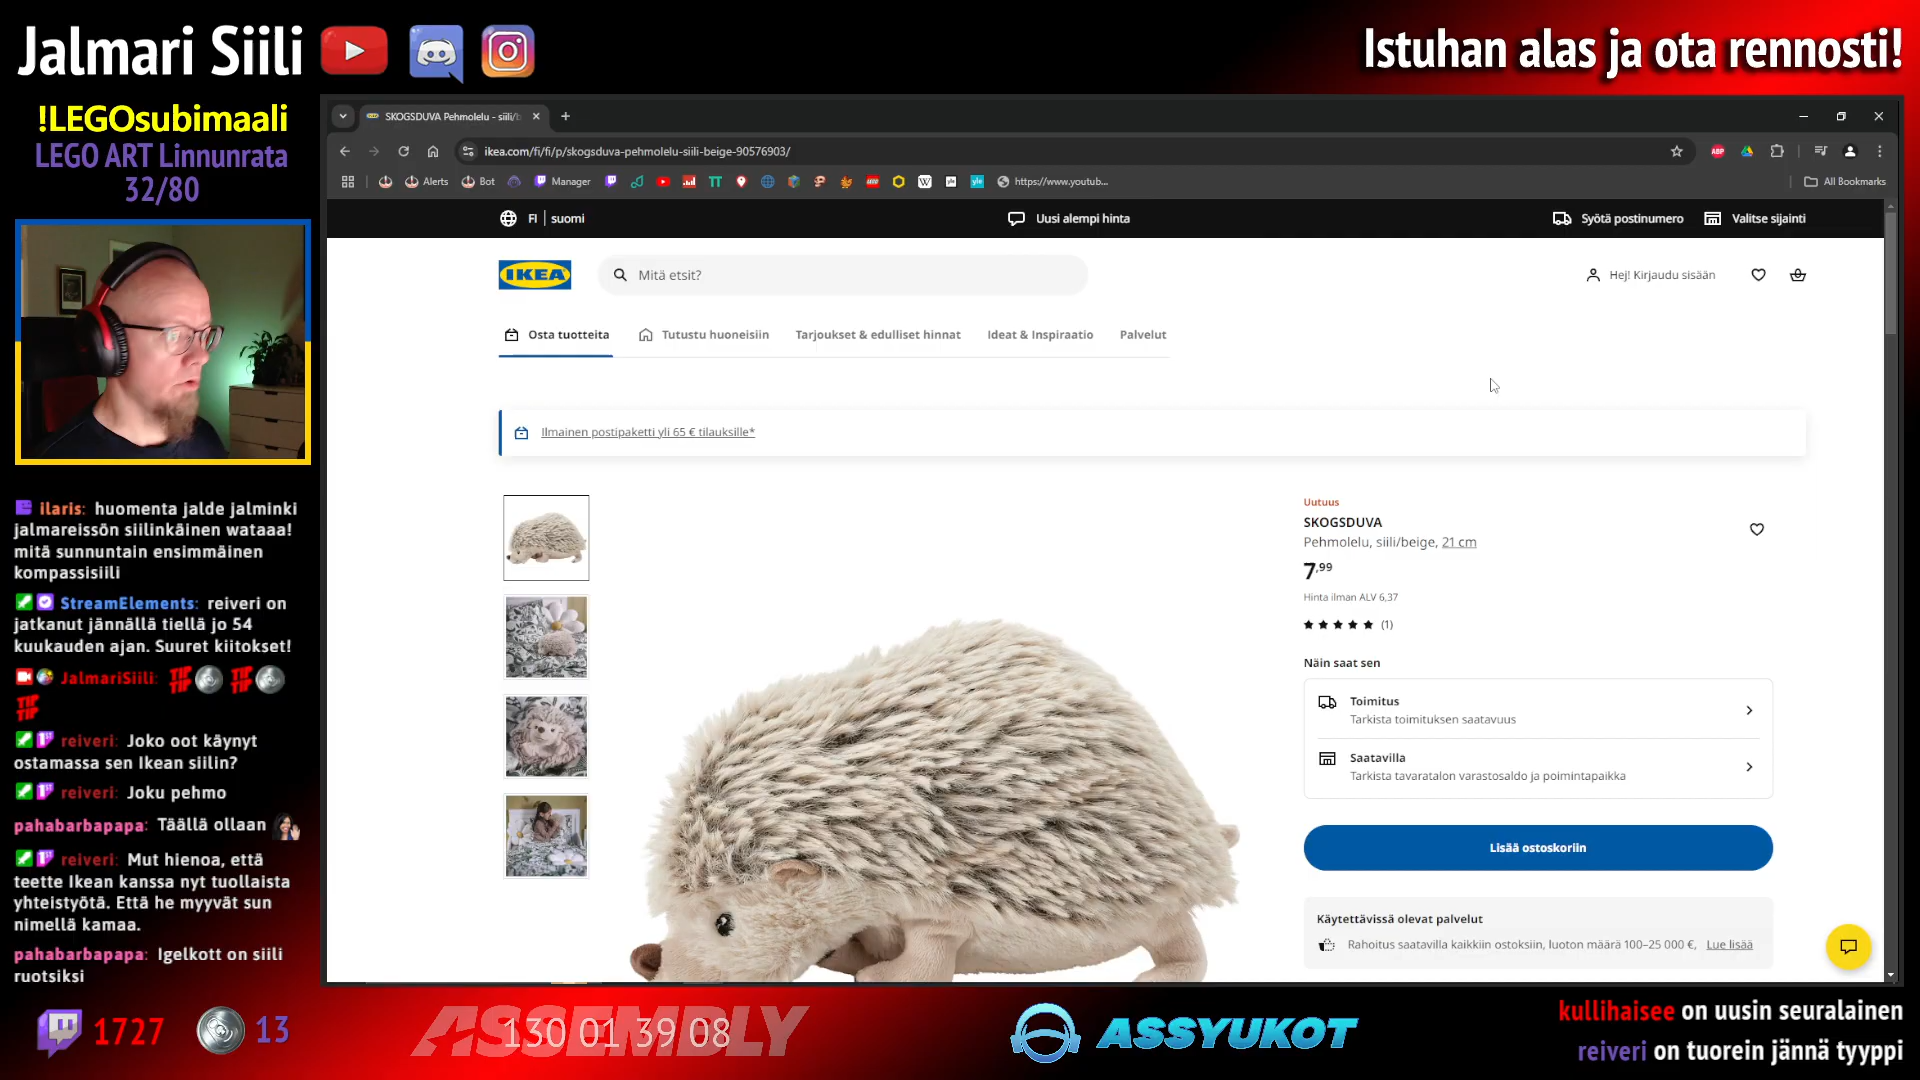 Jalmari Siili
Istuhan alas ja ota rennosti!
!LEGOsubimaali
LEGO ART Linnunrata
32/80
SKOGSDUVA Pehmolelu - siili/b
ikea.com/fi/fi/p/skogsduva-pehmolelu-siili-beige-90576903/
Alerts
Bot
Manager
https://www.youtub...
All Bookmarks
FI | suomi
Uusi alempi hinta
Syötä postinumero
Valitse sijainti
IKEA
Mitä etsit?
Hej! Kirjaudu sisään
Osta tuotteita
Tutustu huoneisiin
Tarjoukset & edulliset hinnat
Ideat & Inspiraatio
Palvelut
Ilmainen postipaketti yli 65 € tilauksille*
Uutuus
SKOGSDUVA
Pehmolelu, siili/beige, 21 cm
7,99
Hinta ilman ALV 6,37
(1)
Näin saat sen
Toimitus
Tarkista toimituksen saatavuus
Saatavilla
Tarkista tavaratalon varastosaldo ja poimintapaikka
Lisää ostoskoriin
Käytettävissä olevat palvelut
Rahoitus saatavilla kaikkiin ostoksiin, luoton määrä 100–25 000 €, Lue lisää
ilaris: huomenta jalde jalminki
jalmareissön siilinkäinen wataaa!
mitä sunnuntain ensimmäinen
kompassisiili
StreamElements: reiveri on
jatkanut jännällä tiellä jo 54
kuukauden ajan. Suuret kiitokset!
JalmariSiili: TIP TIP TIP TIP
TIP TIP
reiveri: Joko oot käynyt
ostamassa sen Ikean siilin?
reiveri: Joku pehmo
pahabarbapapa: Täällä ollaan
reiveri: Mut hienoa, että
teette Ikean kanssa nyt tuollaista
yhteistyötä. Että he myyvät sun
nimellä kamaa.
pahabarbapapa: Igelkott on siili
ruotsiksi
1727
13
ASSEMBLY
130 01 39 08
ASSYUKOT
kullihaisee on uusin seuralainen
reiveri on tuorein jännä tyyppi